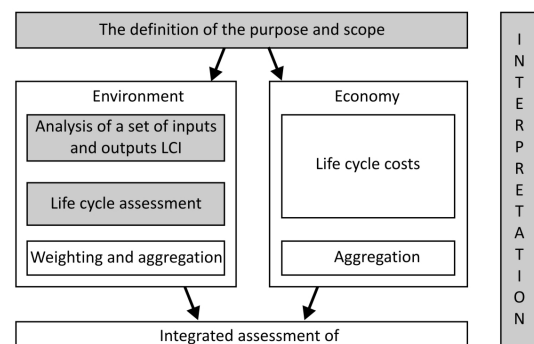 The definition of the purpose and scope
Environment
Analysis of a set of inputs
and outputs LCI
Life cycle assessment
Weighting and aggregation
Economy
Life cycle costs
Aggregation
Integrated assessment of
I
N
T
E
R
P
R
E
T
A
T
I
O
N